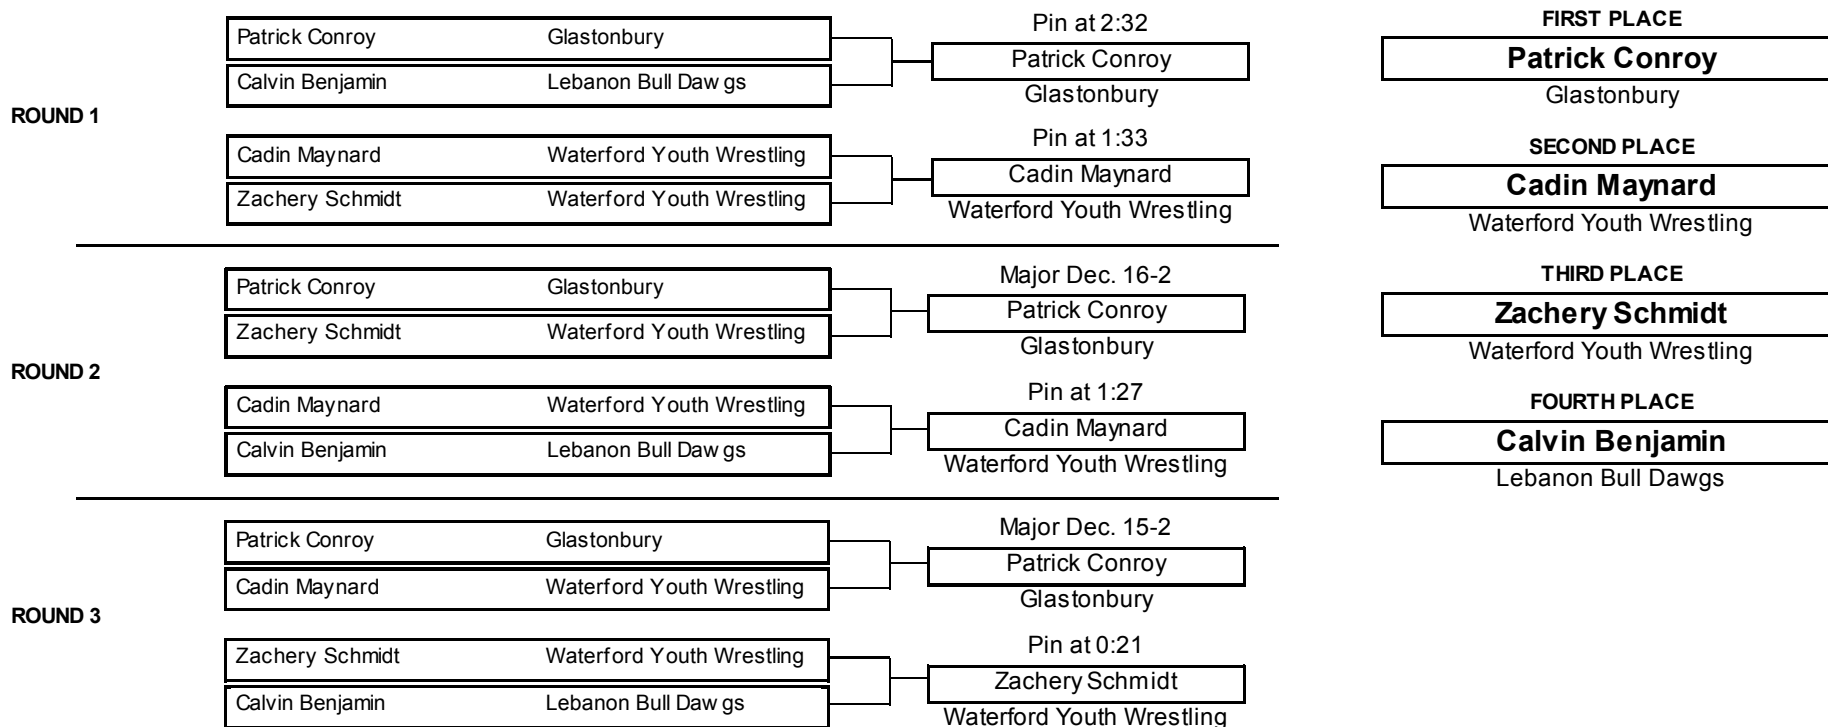 ROUND 1
Patrick Conroy Glastonbury
Calvin Benjamin Lebanon Bull Dawgs
Pin at 2:32
Patrick Conroy
Glastonbury
Cadin Maynard Waterford Youth Wrestling
Zachery Schmidt Waterford Youth Wrestling
Pin at 1:33
Cadin Maynard
Waterford Youth Wrestling
ROUND 2
Patrick Conroy Glastonbury
Zachery Schmidt Waterford Youth Wrestling
Major Dec. 16-2
Patrick Conroy
Glastonbury
Cadin Maynard Waterford Youth Wrestling
Calvin Benjamin Lebanon Bull Dawgs
Pin at 1:27
Cadin Maynard
Waterford Youth Wrestling
ROUND 3
Patrick Conroy Glastonbury
Cadin Maynard Waterford Youth Wrestling
Major Dec. 15-2
Patrick Conroy
Glastonbury
Zachery Schmidt Waterford Youth Wrestling
Calvin Benjamin Lebanon Bull Dawgs
Pin at 0:21
Zachery Schmidt
Waterford Youth Wrestling
FIRST PLACE
Patrick Conroy
Glastonbury
SECOND PLACE
Cadin Maynard
Waterford Youth Wrestling
THIRD PLACE
Zachery Schmidt
Waterford Youth Wrestling
FOURTH PLACE
Calvin Benjamin
Lebanon Bull Dawgs